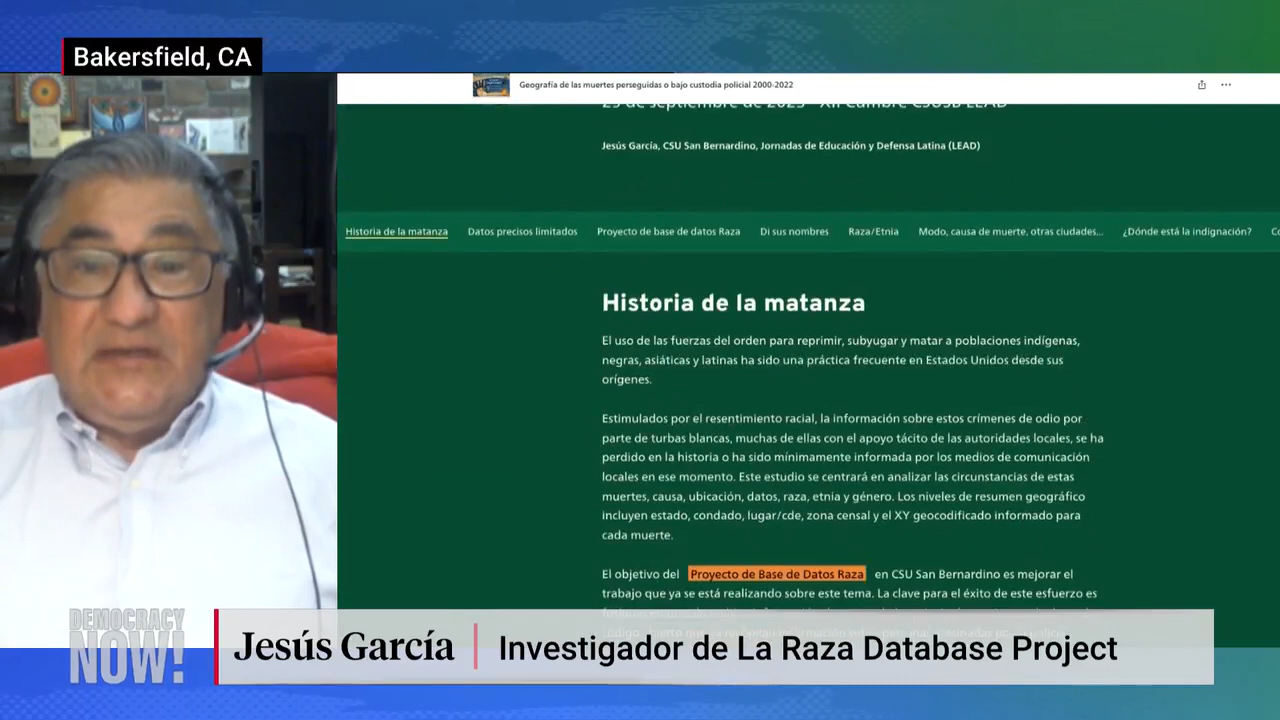 Bakersfield, CA
Geografía de las muertes perseguidas o bajo custodia policial 2000-2022
Jesús García, CSU San Bernardino, Jornadas de Educación y Defensa Latina (LEAD)
Historia de la matanza
Datos precisos limitados
Proyecto de base de datos Raza
Di sus nombres
Raza/Etnia
Modo, causa de muerte, otras ciudades...
¿Dónde está la indignación?
Historia de la matanza
El uso de las fuerzas del orden para reprimir, subyugar y matar a poblaciones indígenas,
negras, asiáticas y latinas ha sido una práctica frecuente en Estados Unidos desde sus
orígenes.
Estimulados por el resentimiento racial, la información sobre estos crímenes de odio por
parte de turbas blancas, muchas de ellas con el apoyo tácito de las autoridades locales, se ha
perdido en la historia o ha sido mínimamente informada por los medios de comunicación
locales en ese momento. Este estudio se centrará en analizar las circunstancias de estas
muertes, causa, ubicación, datos, raza, etnia y género. Los niveles de resumen geográfico
incluyen estado, condado, lugar/cde, zona censal y el XY geocodificado informado para
cada muerte.
El objetivo del Proyecto de Base de Datos Raza en CSU San Bernardino es mejorar el
trabajo que ya se está realizando sobre este tema. La clave para el éxito de este esfuerzo es
DEMOCRACY
NOW!
Jesús García
Investigador de La Raza Database Project